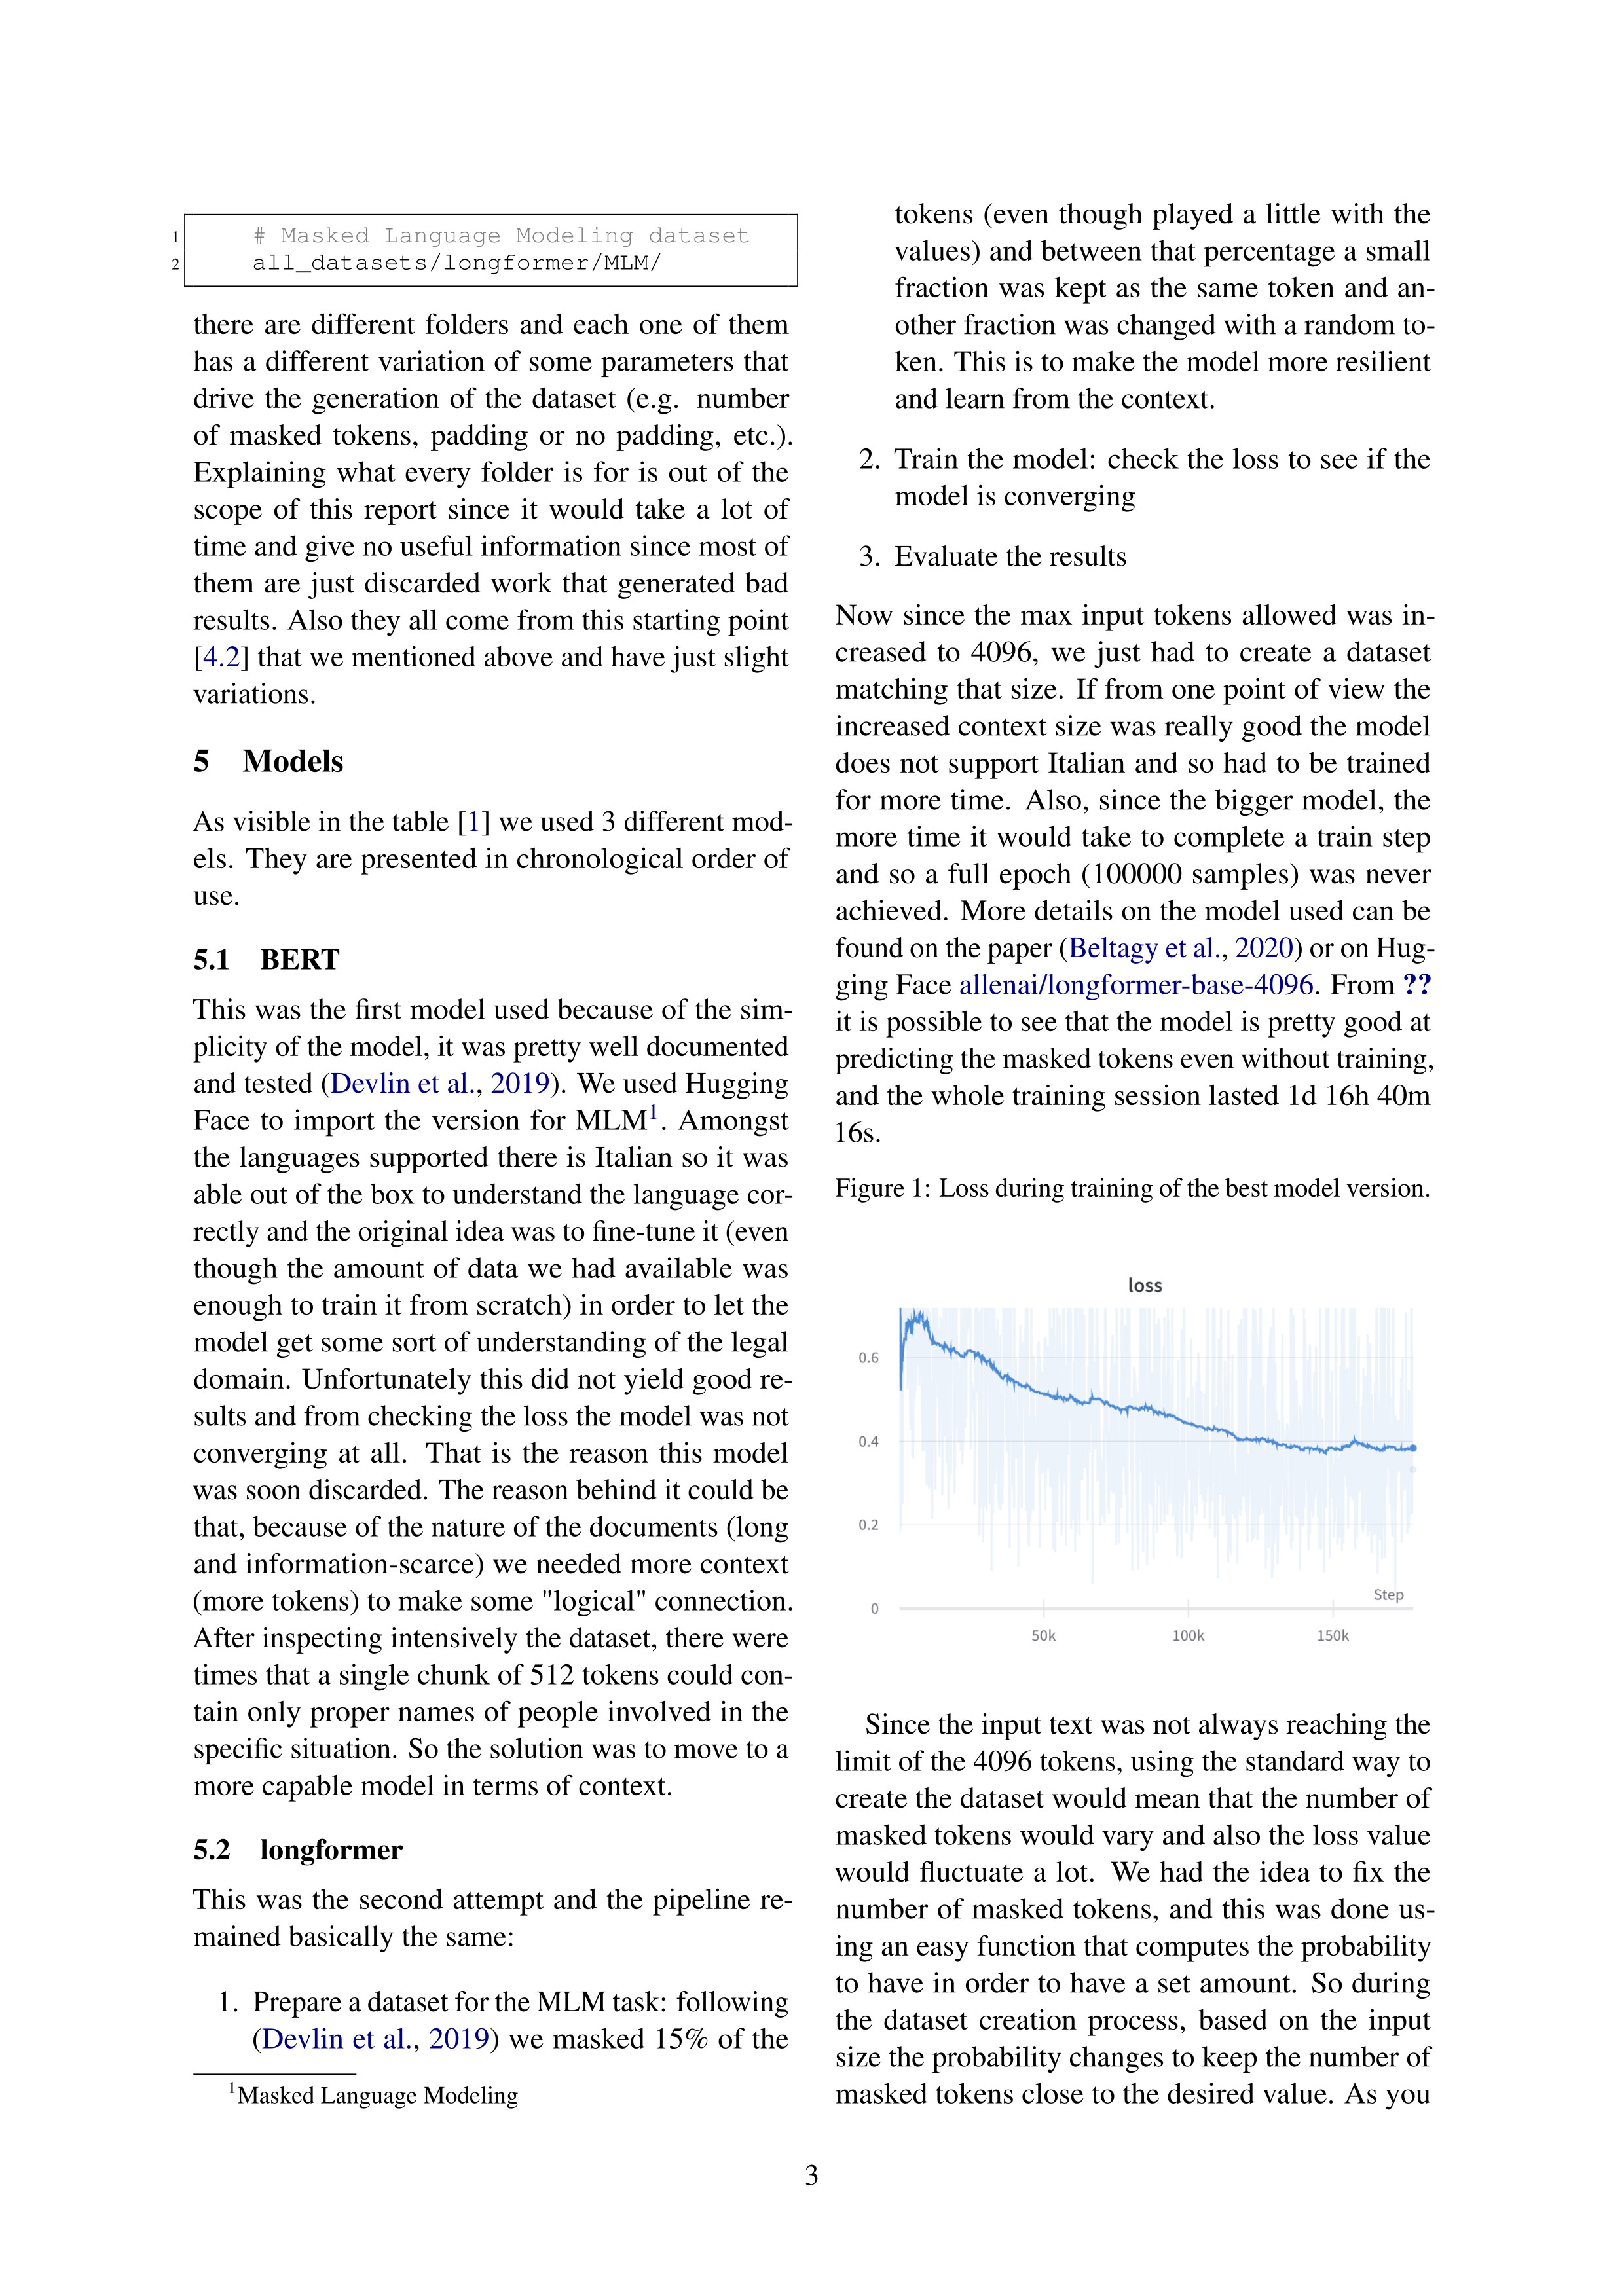 1 # Masked Language Modeling dataset
2 all_datasets/longformer/MLM/
there are different folders and each one of them
has a different variation of some parameters that
drive the generation of the dataset (e.g. number
of masked tokens, padding or no padding, etc.).
Explaining what every folder is for is out of the
scope of this report since it would take a lot of
time and give no useful information since most of
them are just discarded work that generated bad
results. Also they all come from this starting point
[4.2] that we mentioned above and have just slight
variations.
5 Models
As visible in the table [1] we used 3 different mod-
els. They are presented in chronological order of
use.
5.1 BERT
This was the first model used because of the sim-
plicity of the model, it was pretty well documented
and tested (Devlin et al., 2019). We used Hugging
Face to import the version for MLM1. Amongst
the languages supported there is Italian so it was
able out of the box to understand the language cor-
rectly and the original idea was to fine-tune it (even
though the amount of data we had available was
enough to train it from scratch) in order to let the
model get some sort of understanding of the legal
domain. Unfortunately this did not yield good re-
sults and from checking the loss the model was not
converging at all. That is the reason this model
was soon discarded. The reason behind it could be
that, because of the nature of the documents (long
and information-scarce) we needed more context
(more tokens) to make some "logical" connection.
After inspecting intensively the dataset, there were
times that a single chunk of 512 tokens could con-
tain only proper names of people involved in the
specific situation. So the solution was to move to a
more capable model in terms of context.
5.2 longformer
This was the second attempt and the pipeline re-
mained basically the same:
1. Prepare a dataset for the MLM task: following
(Devlin et al., 2019) we masked 15% of the
1Masked Language Modeling
tokens (even though played a little with the
values) and between that percentage a small
fraction was kept as the same token and an-
other fraction was changed with a random to-
ken. This is to make the model more resilient
and learn from the context.
2. Train the model: check the loss to see if the
model is converging
3. Evaluate the results
Now since the max input tokens allowed was in-
creased to 4096, we just had to create a dataset
matching that size. If from one point of view the
increased context size was really good the model
does not support Italian and so had to be trained
for more time. Also, since the bigger model, the
more time it would take to complete a train step
and so a full epoch (100000 samples) was never
achieved. More details on the model used can be
found on the paper (Beltagy et al., 2020) or on Hug-
ging Face allenai/longformer-base-4096. From ??
it is possible to see that the model is pretty good at
predicting the masked tokens even without training,
and the whole training session lasted 1d 16h 40m
16s.
Figure 1: Loss during training of the best model version.
loss
0.6
0.4
0.2
Step
0
50k 100k 150k
Since the input text was not always reaching the
limit of the 4096 tokens, using the standard way to
create the dataset would mean that the number of
masked tokens would vary and also the loss value
would fluctuate a lot. We had the idea to fix the
number of masked tokens, and this was done us-
ing an easy function that computes the probability
to have in order to have a set amount. So during
the dataset creation process, based on the input
size the probability changes to keep the number of
masked tokens close to the desired value. As you
3